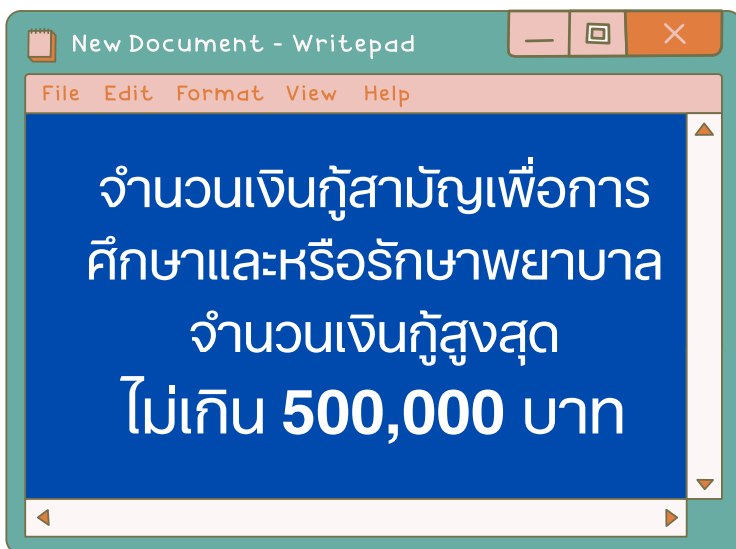 New Document - Writepad
File Edit Format View Help
จำนวนเงินกู้สามัญเพื่อการ
ศึกษาและหรือรักษาพยาบาล
จำนวนเงินกู้สูงสุด
ไม่เกิน 500,000 บาท